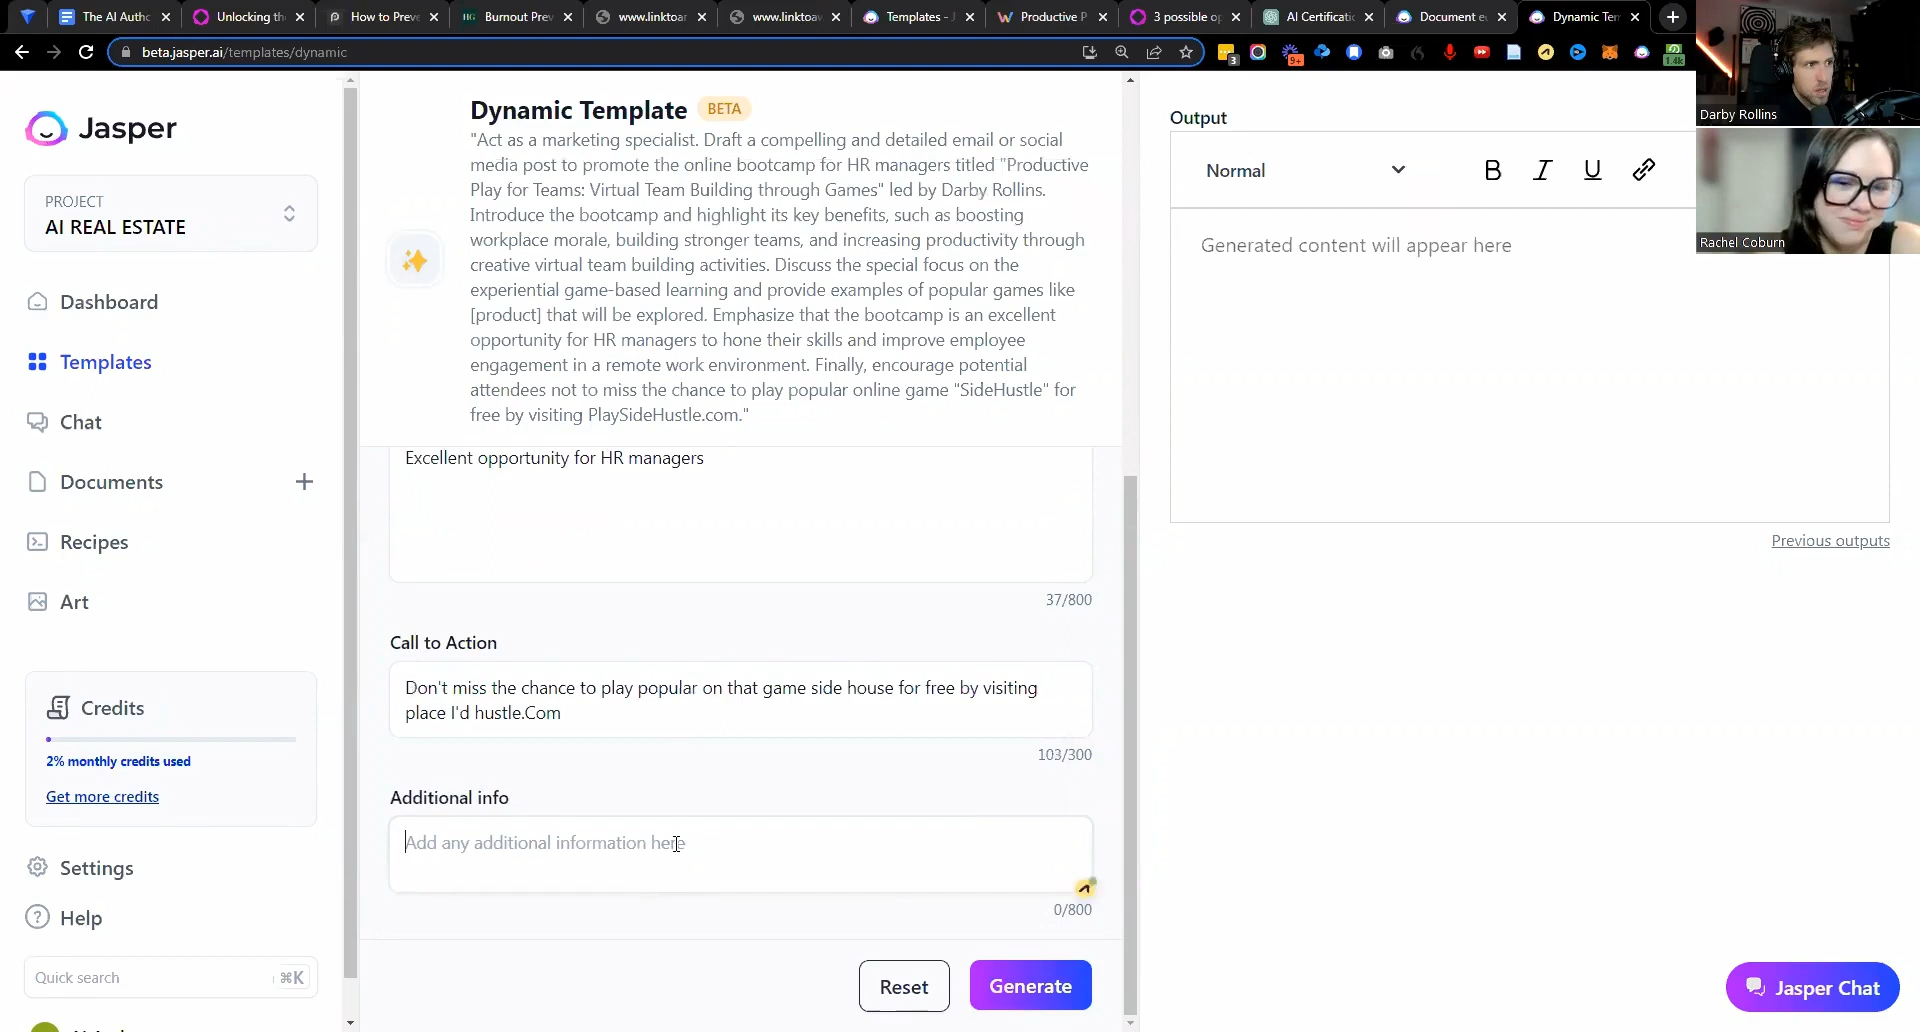 The AI Autho
Unlocking th
How to Prev
Burnout Prev
www.linktoar
www.linktoav
Templates - J
Productive P
3 possible op
AI Certificati
Document e
Dynamic Tem
beta.jasper.ai/templates/dynamic
3
9+
1.4k
Darby Rollins
Rachel Coburn
Jasper
PROJECT
AI REAL ESTATE
Dashboard
Templates
Chat
Documents
Recipes
Art
Credits
2% monthly credits used
Get more credits
Settings
Help
Quick search ⌘K
Dynamic Template BETA
"Act as a marketing specialist. Draft a compelling and detailed email or social
media post to promote the online bootcamp for HR managers titled "Productive
Play for Teams: Virtual Team Building through Games" led by Darby Rollins.
Introduce the bootcamp and highlight its key benefits, such as boosting
workplace morale, building stronger teams, and increasing productivity through
creative virtual team building activities. Discuss the special focus on the
experiential game-based learning and provide examples of popular games like
[product] that will be explored. Emphasize that the bootcamp is an excellent
opportunity for HR managers to hone their skills and improve employee
engagement in a remote work environment. Finally, encourage potential
attendees not to miss the chance to play popular online game "SideHustle" for
free by visiting PlaySideHustle.com."
Excellent opportunity for HR managers
37/800
Call to Action
Don't miss the chance to play popular on that game side house for free by visiting
place I'd hustle.Com
103/300
Additional info
Add any additional information here
0/800
Reset
Generate
Output
Normal
B I U
Generated content will appear here
Previous outputs
Jasper Chat